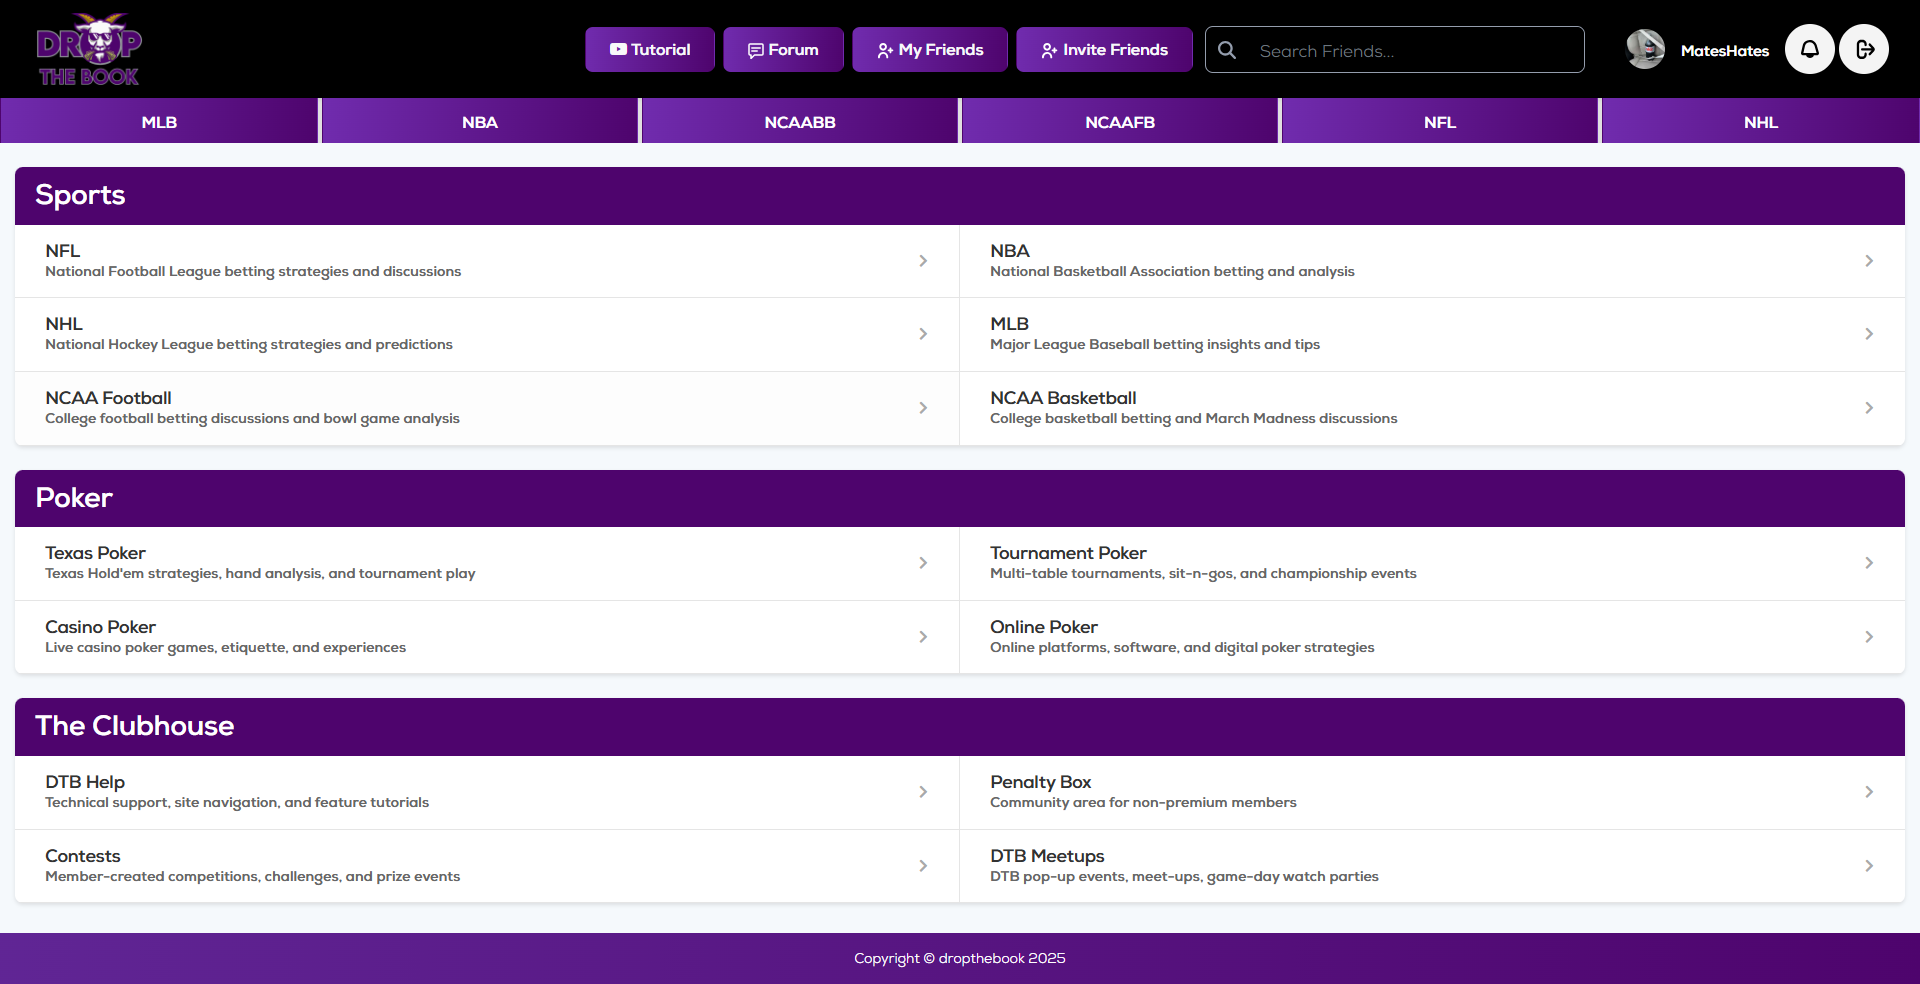 DROP
THE BOOK
Tutorial
Forum
My Friends
Invite Friends
Search Friends...
MatesHates
MLB
NBA
NCAABB
NCAAFB
NFL
NHL
Sports
NFL
National Football League betting strategies and discussions
NBA
National Basketball Association betting and analysis
NHL
National Hockey League betting strategies and predictions
MLB
Major League Baseball betting insights and tips
NCAA Football
College football betting discussions and bowl game analysis
NCAA Basketball
College basketball betting and March Madness discussions
Poker
Texas Poker
Texas Hold'em strategies, hand analysis, and tournament play
Tournament Poker
Multi-table tournaments, sit-n-gos, and championship events
Casino Poker
Live casino poker games, etiquette, and experiences
Online Poker
Online platforms, software, and digital poker strategies
The Clubhouse
DTB Help
Technical support, site navigation, and feature tutorials
Penalty Box
Community area for non-premium members
Contests
Member-created competitions, challenges, and prize events
DTB Meetups
DTB pop-up events, meet-ups, game-day watch parties
Copyright © dropthebook 2025